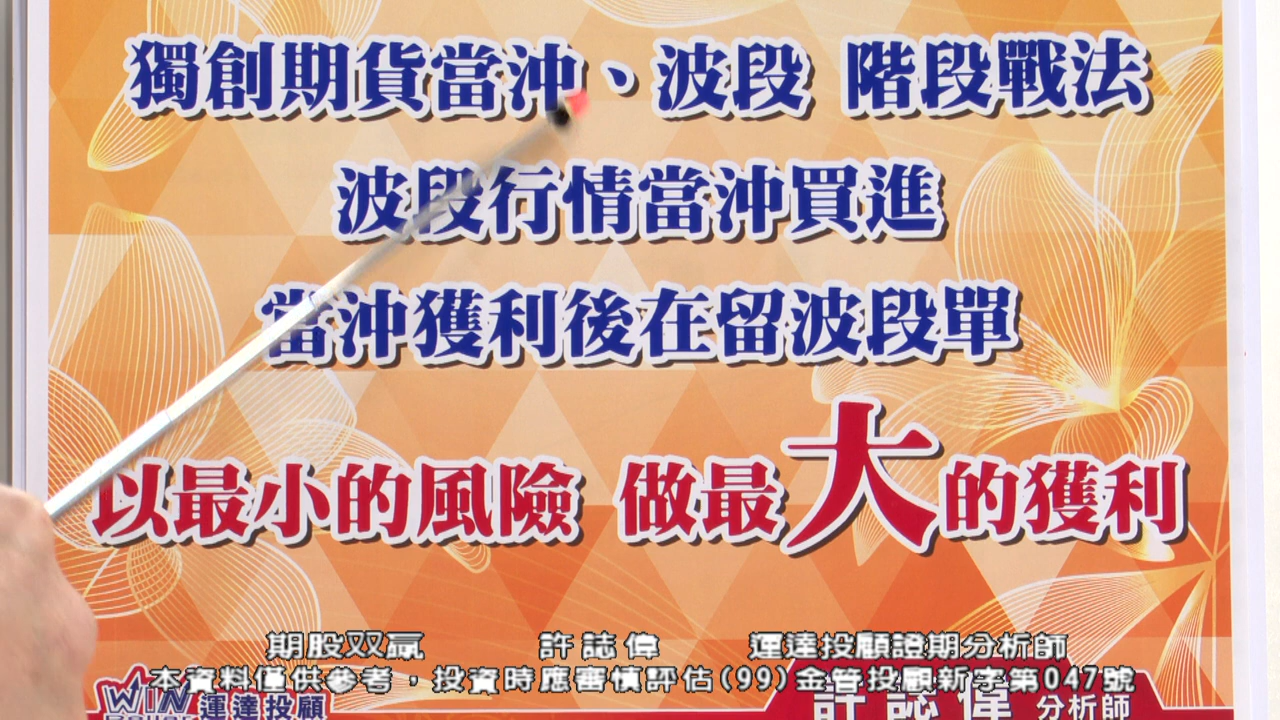 獨創期貨當沖、波段 階段戰法
波段行情當沖買進
當沖獲利後在留波段單
以最小的風險 做最大的獲利
期股双贏 許誌偉 運達投顧證期分析師
本資料僅供參考，投資時應審慎評估(99)金管投顧新字第047號
WIN
運達投顧
許誌偉 分析師